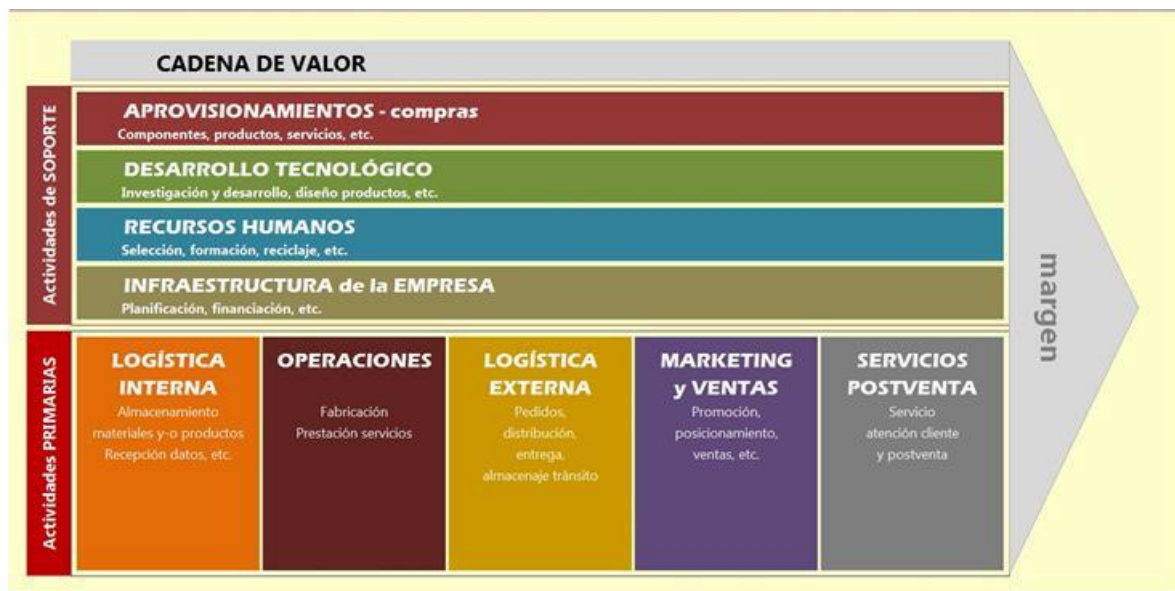 CADENA DE VALOR
Actividades de SOPORTE
APROVISIONAMIENTOS - compras
Componentes, productos, servicios, etc.
DESARROLLO TECNOLÓGICO
Investigación y desarrollo, diseño productos, etc.
RECURSOS HUMANOS
Selección, formación, reciclaje, etc.
INFRAESTRUCTURA de la EMPRESA
Planificación, financiación, etc.
margen
Actividades PRIMARIAS
LOGÍSTICA
INTERNA
Almacenamiento
materiales y-o productos
Recepción datos, etc.
OPERACIONES
Fabricación
Prestación servicios
LOGÍSTICA
EXTERNA
Pedidos,
distribución,
entrega,
almacenaje trànsito
MARKETING
y VENTAS
Promoción,
posicionamiento,
ventas, etc.
SERVICIOS
POSTVENTA
Servicio
atención cliente
y postventa